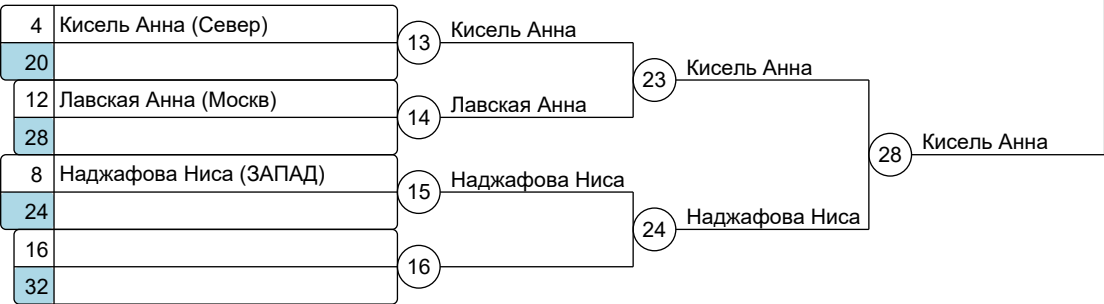 4 Кисель Анна (Север)
20
12 Лавская Анна (Москв)
28
8 Наджафова Ниса (ЗАПАД)
24
16
32
13 Кисель Анна
14 Лавская Анна
15 Наджафова Ниса
16
23 Кисель Анна
24 Наджафова Ниса
28 Кисель Анна